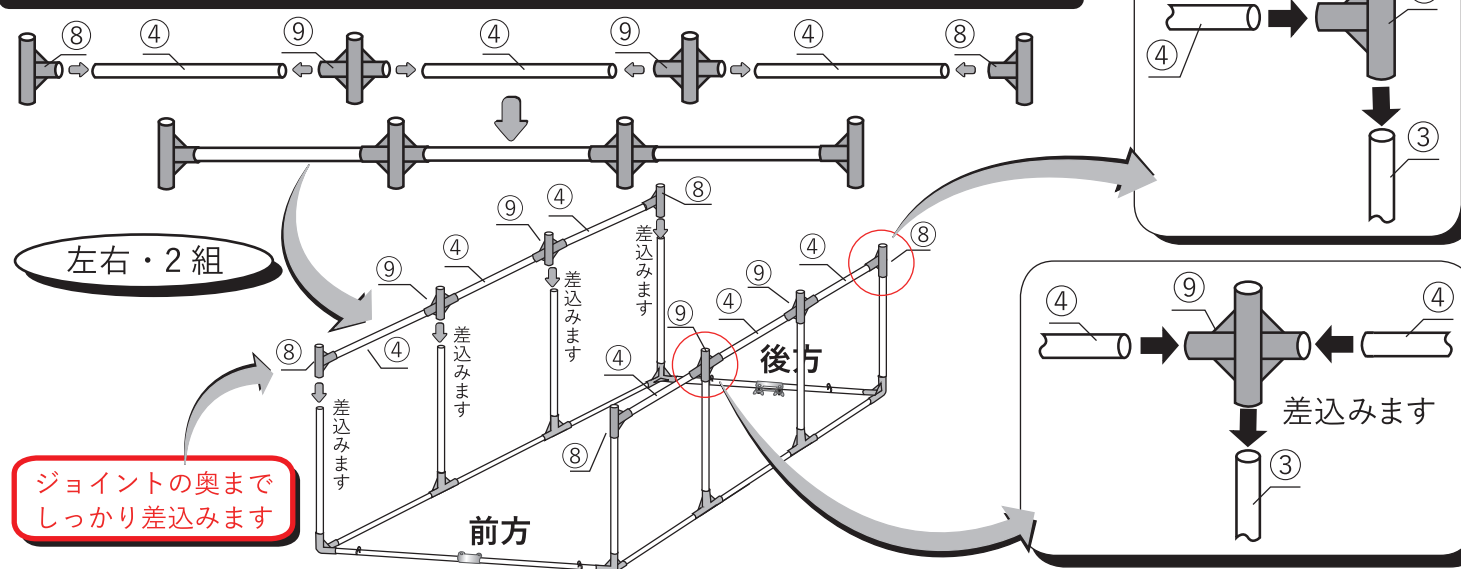 ⑧ ④ ⑨ ④ ⑨ ④ ⑧
④
③
左右・2組
⑨ ④ ⑧
差込みます
⑨ ④
差込みます
⑧ ④
差込みます
差込みます
④ ⑧
⑨ ④
⑨
④
⑧
後方
前方
ジョイントの奥まで
しっかり差込みます
④ ⑨ ④
差込みます
③